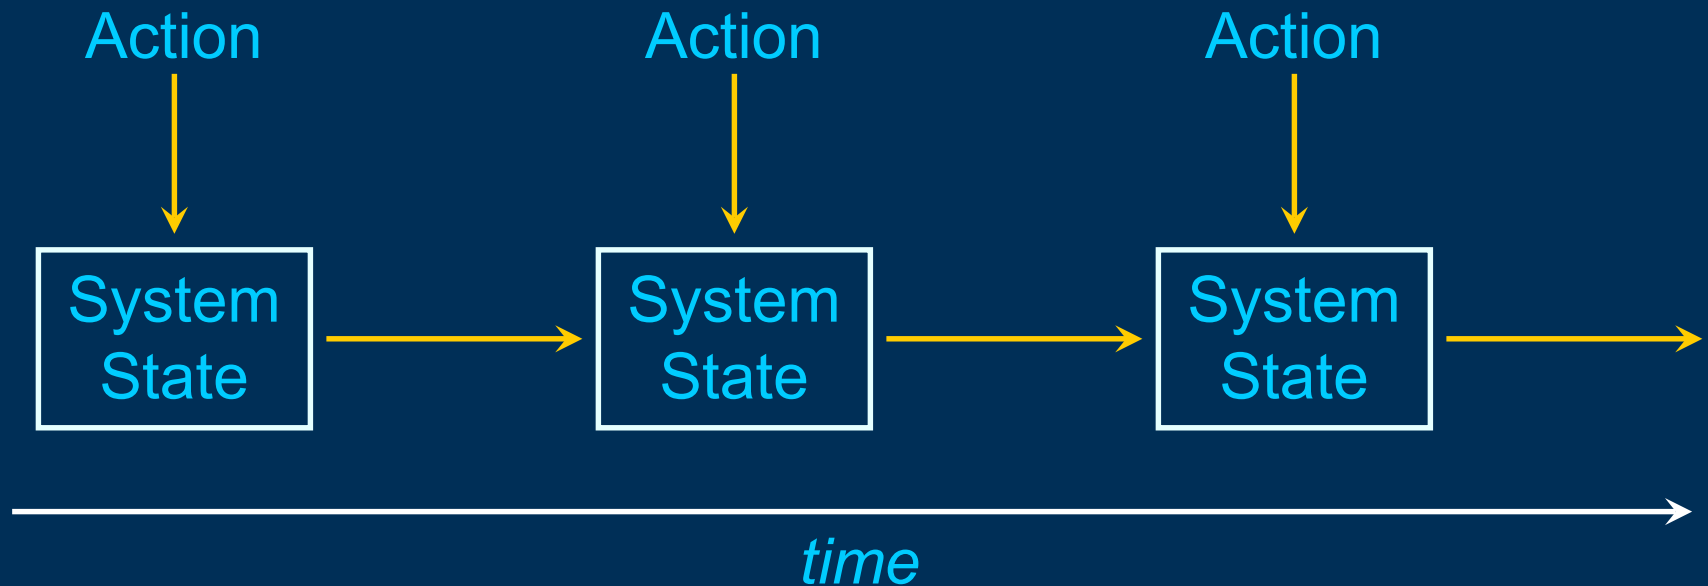 Action
Action
Action
System
State
System
State
System
State
time